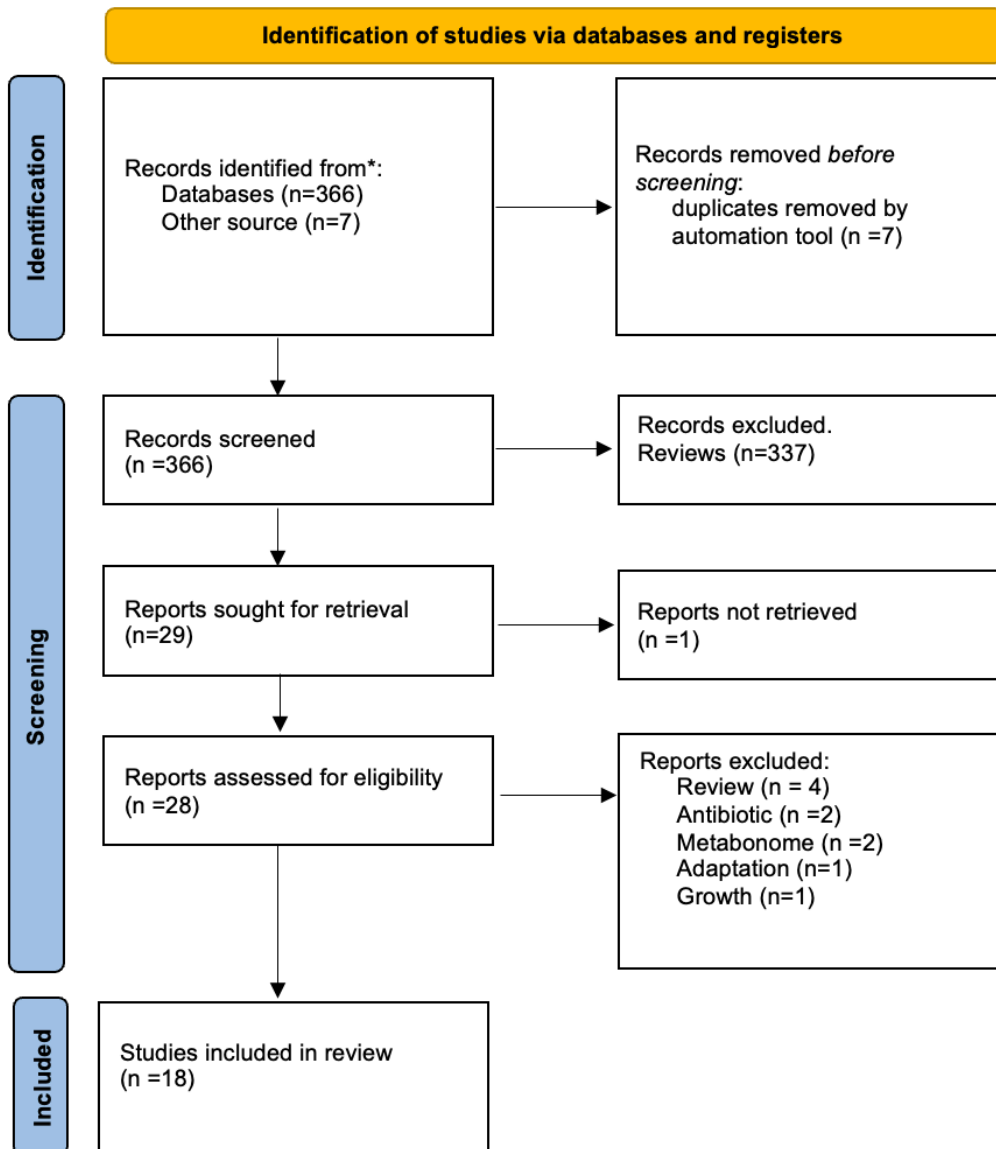 Identification of studies via databases and registers
Identification
Records identified from*:
Databases (n=366)
Other source (n=7)
Records removed before
screening:
duplicates removed by
automation tool (n =7)
Screening
Records screened
(n =366)
Records excluded.
Reviews (n=337)
Reports sought for retrieval
(n=29)
Reports not retrieved
(n =1)
Reports assessed for eligibility
(n =28)
Reports excluded:
Review (n = 4)
Antibiotic (n =2)
Metabonome (n =2)
Adaptation (n=1)
Growth (n=1)
Included
Studies included in review
(n =18)